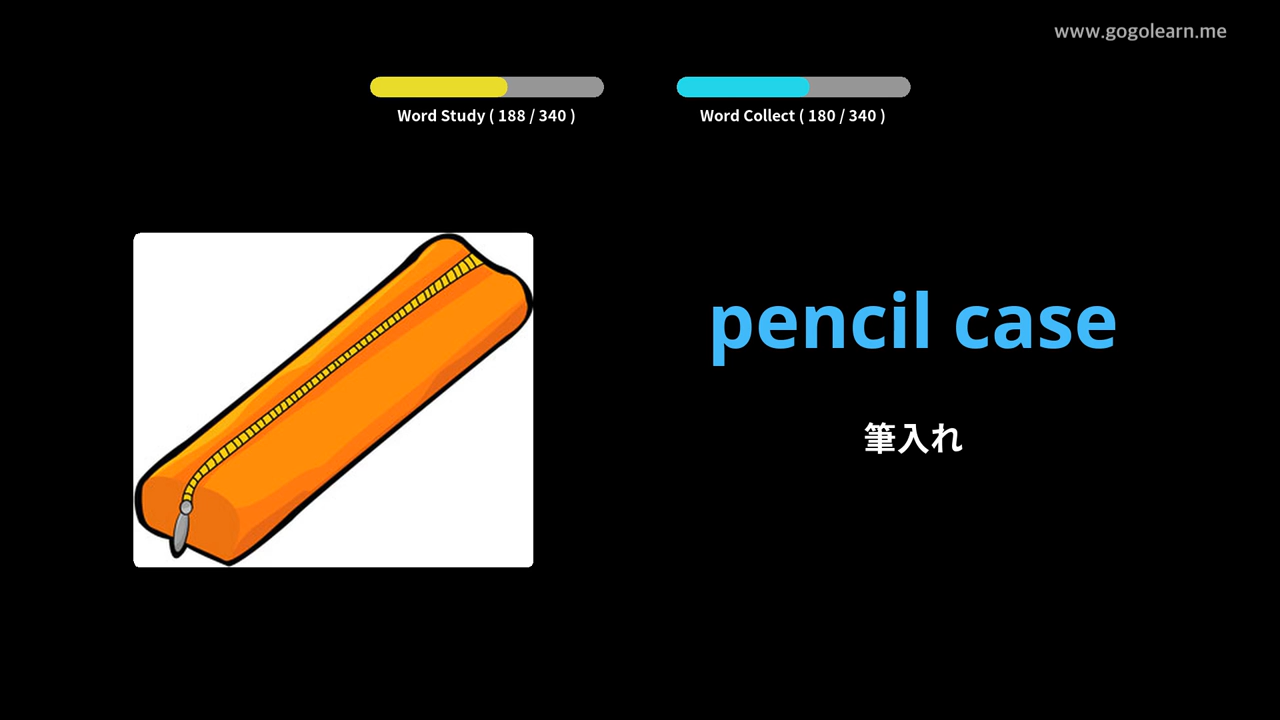 www.gogolearn.me
Word Study ( 188 / 340 )
Word Collect ( 180 / 340 )
pencil case
筆入れ